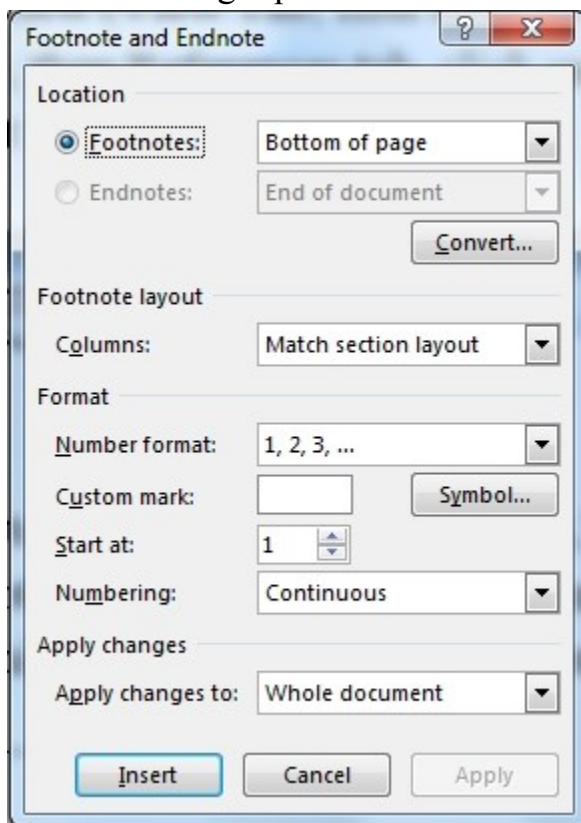 Footnote and Endnote ?
Location
Footnotes: Bottom of page
Endnotes: End of document
Convert...
Footnote layout
Columns: Match section layout
Format
Number format: 1, 2, 3, ...
Custom mark: Symbol...
Start at: 1
Numbering: Continuous
Apply changes
Apply changes to: Whole document
Insert Cancel Apply